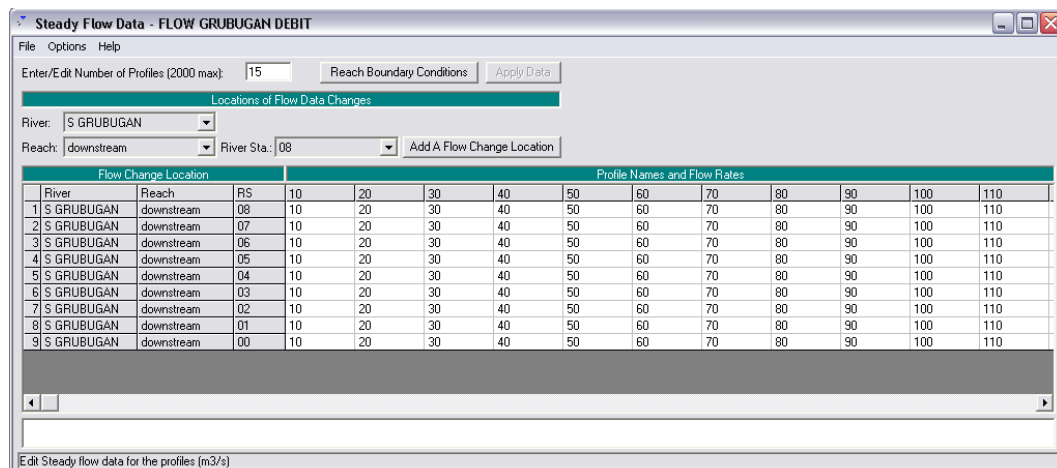 Steady Flow Data - FLOW GRUBUGAN DEBIT
File Options Help
Enter/Edit Number of Profiles (2000 max): 15 Reach Boundary Conditions Apply Data
Locations of Flow Data Changes
River: S GRUBUGAN
Reach: downstream River Sta.: 08 Add A Flow Change Location
Flow Change Location Profile Names and Flow Rates
River Reach RS 10 20 30 40 50 60 70 80 90 100 110
1 S GRUBUGAN downstream 08 10 20 30 40 50 60 70 80 90 100 110
2 S GRUBUGAN downstream 07 10 20 30 40 50 60 70 80 90 100 110
3 S GRUBUGAN downstream 06 10 20 30 40 50 60 70 80 90 100 110
4 S GRUBUGAN downstream 05 10 20 30 40 50 60 70 80 90 100 110
5 S GRUBUGAN downstream 04 10 20 30 40 50 60 70 80 90 100 110
6 S GRUBUGAN downstream 03 10 20 30 40 50 60 70 80 90 100 110
7 S GRUBUGAN downstream 02 10 20 30 40 50 60 70 80 90 100 110
8 S GRUBUGAN downstream 01 10 20 30 40 50 60 70 80 90 100 110
9 S GRUBUGAN downstream 00 10 20 30 40 50 60 70 80 90 100 110
Edit Steady flow data for the profiles (m3/s)